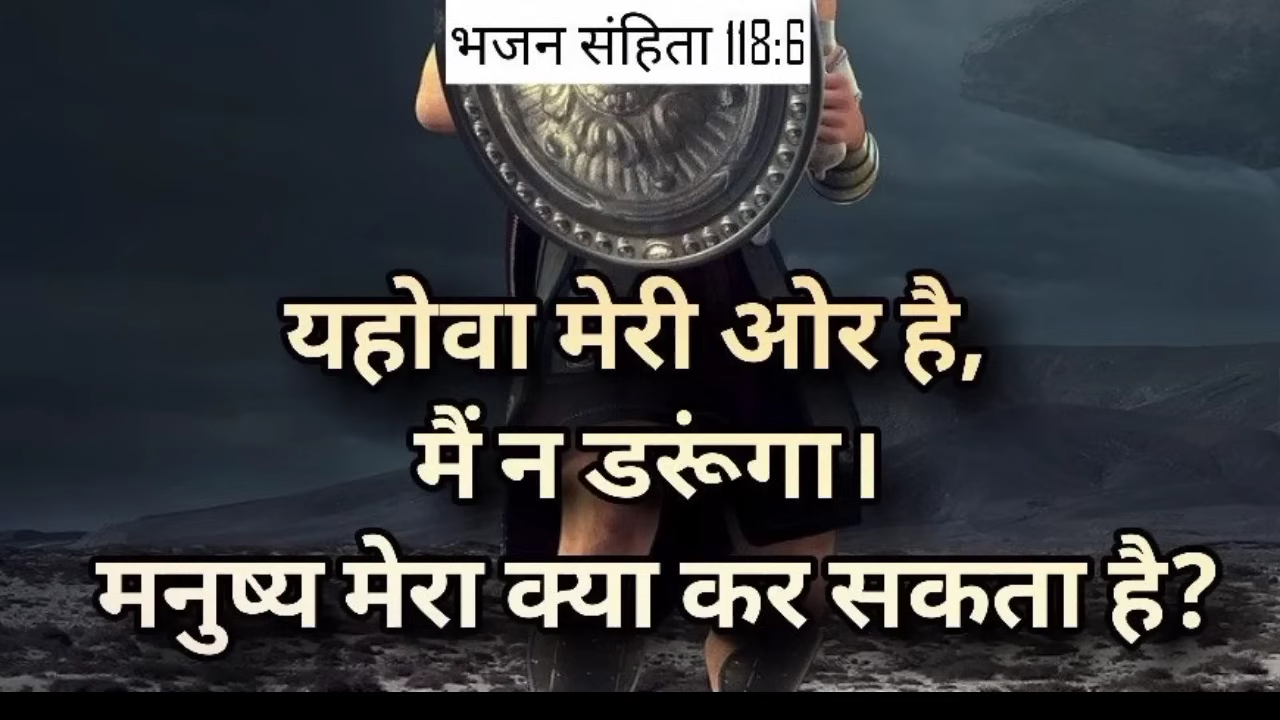 भजन संहिता 118:6
यहोवा मेरी ओर है,
मैं न डरूंगा।
मनुष्य मेरा क्या कर सकता है?